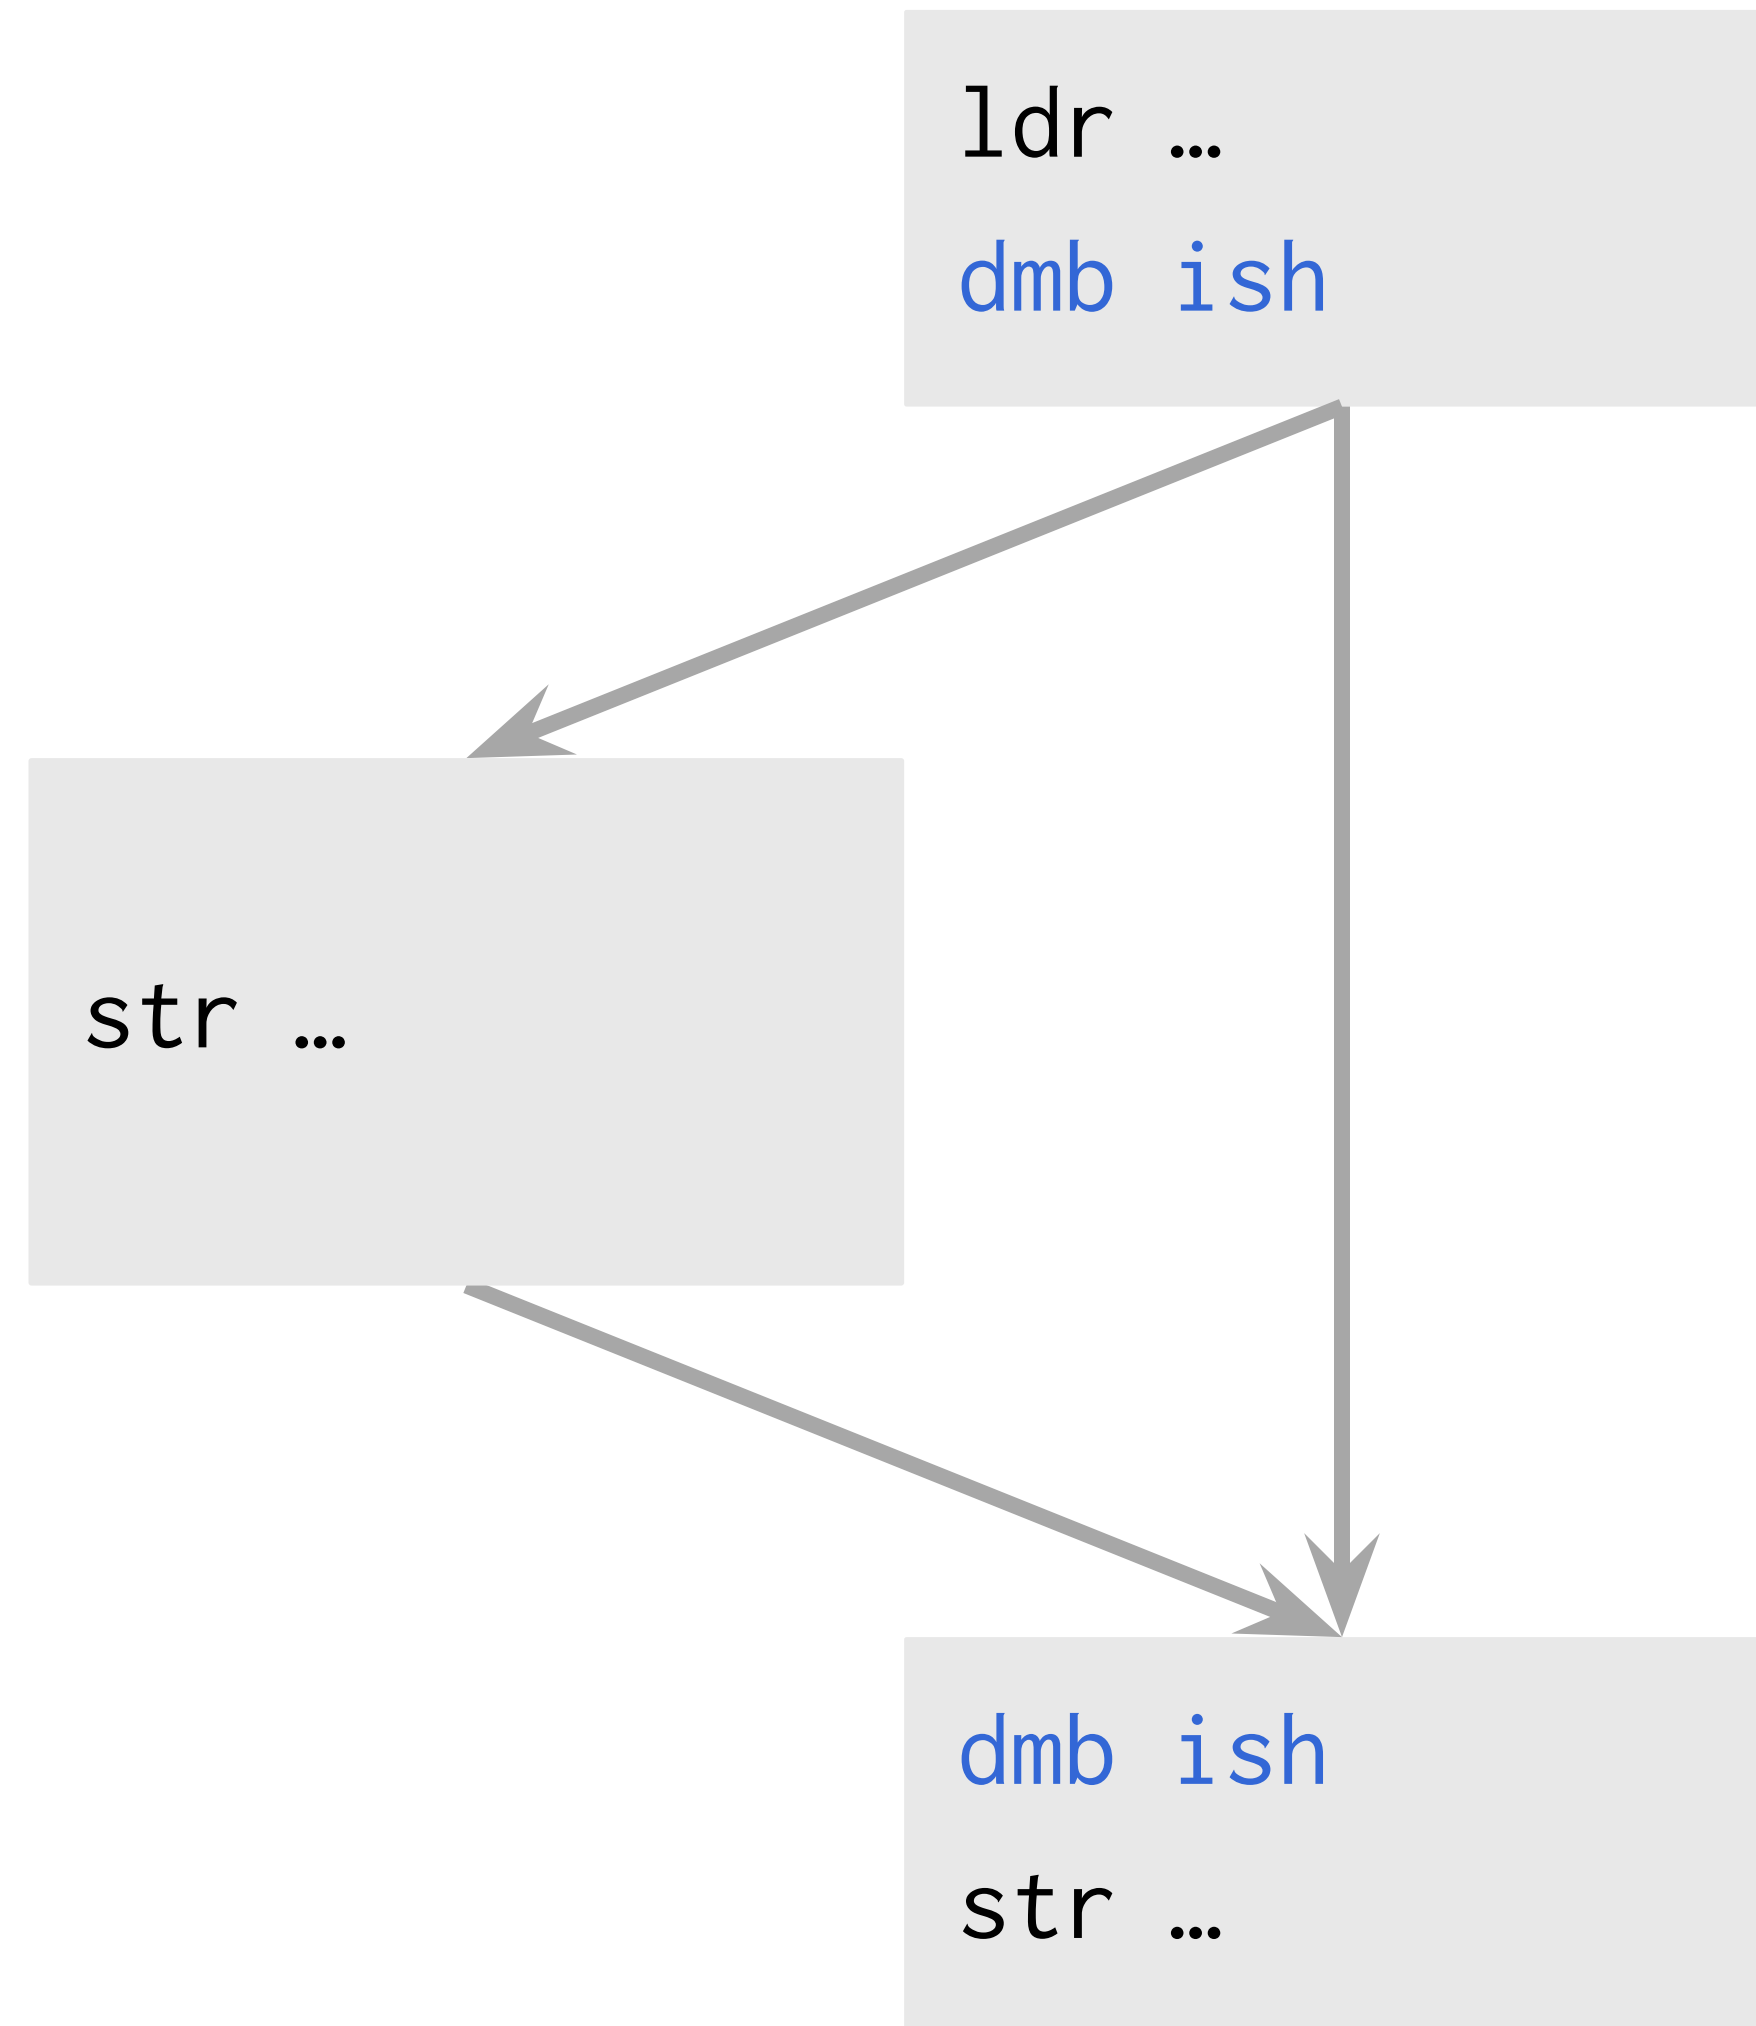 ldr …
dmb ish
str …
dmb ish
str …